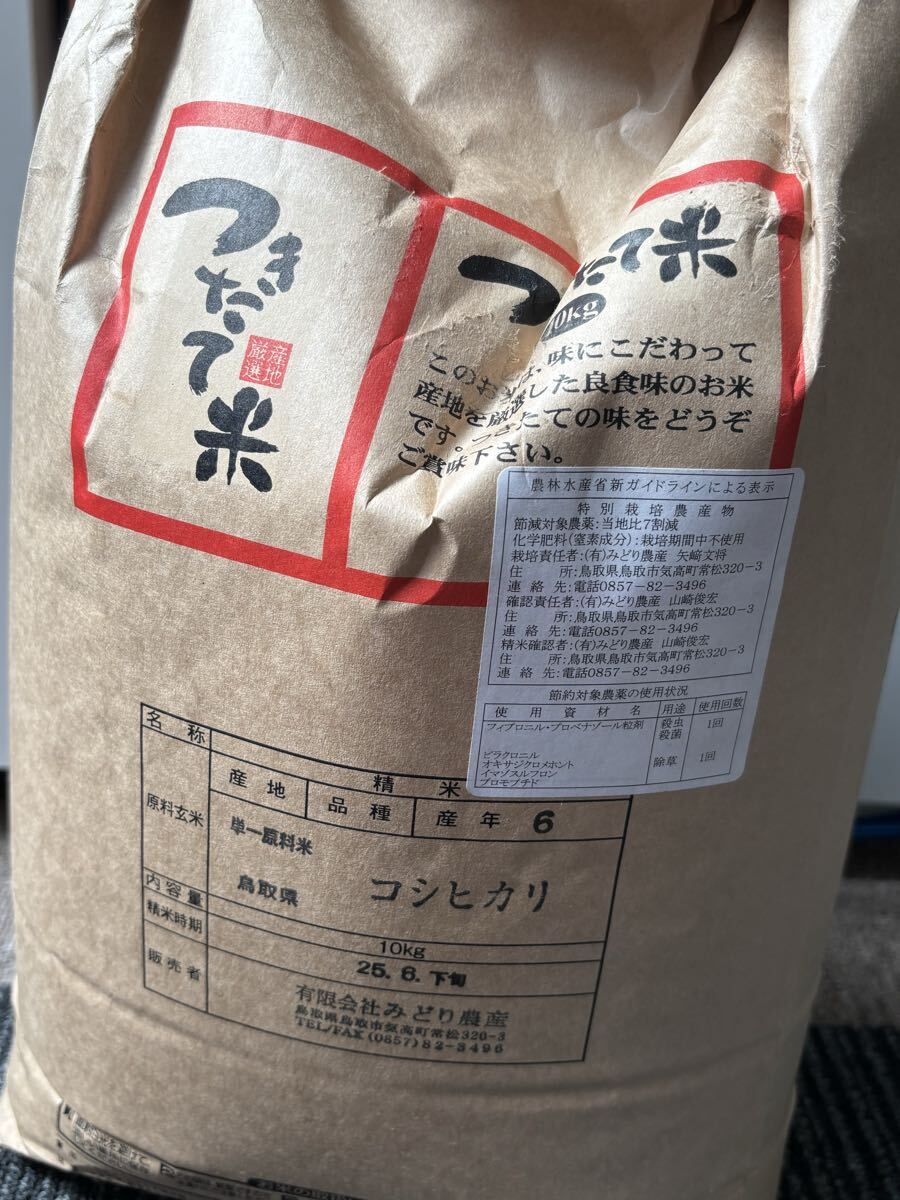 つきたて米
産地
厳選
つ たて米
10kg
このお は、味にこだわって
産地を厳選した良食味のお米
です。つきたての味をどうぞ
ご賞味下さい。
農林水産省新ガイドラインによる表示
特別栽培農産物
節減対象農薬:当地比7割減
化学肥料(窒素成分):栽培期間中不使用
栽培責任者:(有)みどり農産 矢﨑文将
住 所:鳥取県鳥取市気高町常松320-3
連絡先:電話0857-82-3496
確認責任者:(有)みどり農産 山﨑俊宏
住 所:鳥取県鳥取市気高町常松320-3
連絡先:電話0857-82-3496
精米確認者:(有)みどり農産 山﨑俊宏
住 所:鳥取県鳥取市気高町常松320-3
連絡先:電話0857-82-3496
節約対象農薬の使用状況
使用資材名 用途 使用回数
フィプロニル・プロベナゾール粒剤 殺虫 1回
殺菌
ピラクロニル
オキサジクロメホント 除草 1回
イマゾスルフロン
ブロモブチド
名称 精米
原料玄米 産地 品種 産年 6
単一原料米
鳥取県 コシヒカリ
内容量 10kg
精米時期 25.6.下旬
販売者 有限会社みどり農産
鳥取県鳥取市気高町常松320-3
TEL/FAX(0857)82-3496